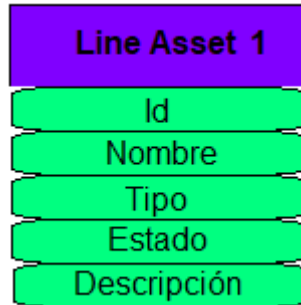 Line Asset 1
Id
Nombre
Tipo
Estado
Descripción